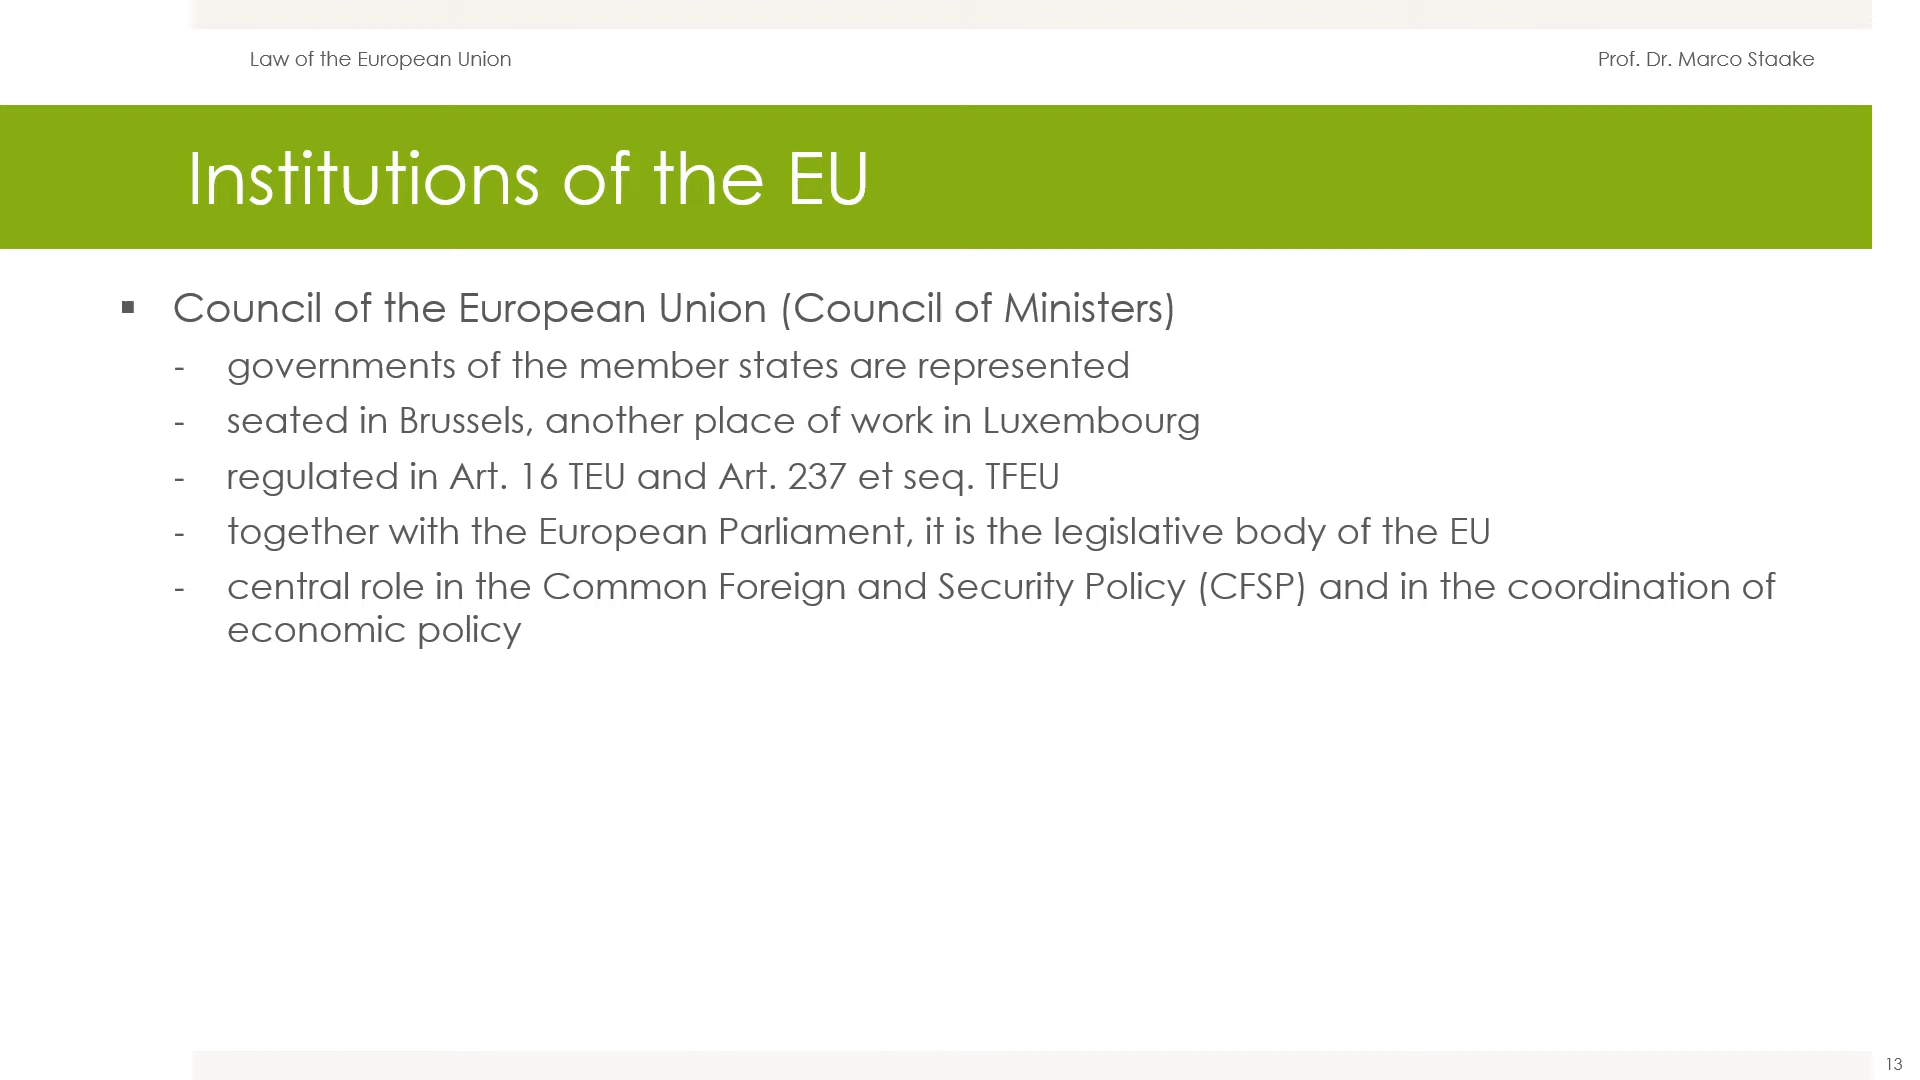 Law of the European Union
Prof. Dr. Marco Staake
Institutions of the EU
▪ Council of the European Union (Council of Ministers)
- governments of the member states are represented
- seated in Brussels, another place of work in Luxembourg
- regulated in Art. 16 TEU and Art. 237 et seq. TFEU
- together with the European Parliament, it is the legislative body of the EU
- central role in the Common Foreign and Security Policy (CFSP) and in the coordination of
economic policy
13